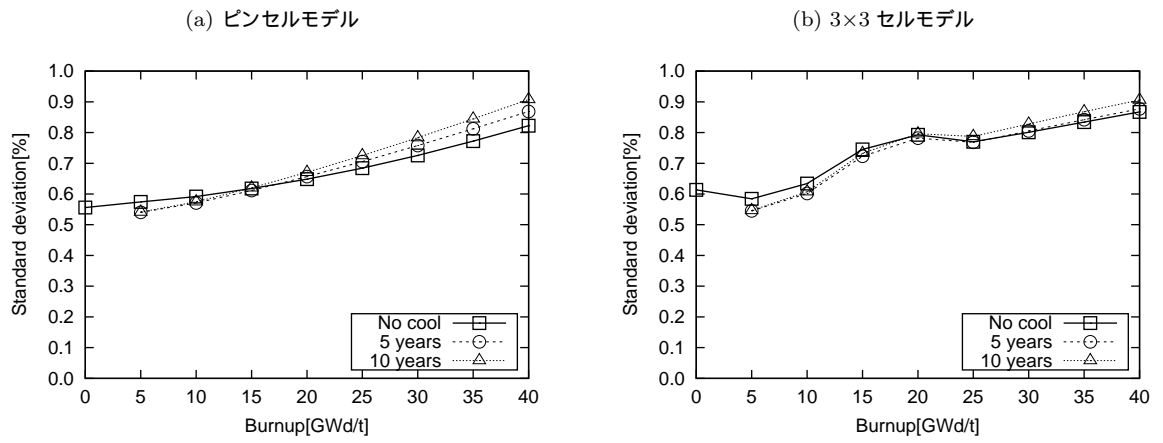 (a) ピンセルモデル
1.0
0.9
0.8
0.7
0.6
0.5
0.4
0.3
0.2
0.1
0.0
Standard deviation[%]
No cool
5 years
10 years
0 5 10 15 20 25 30 35 40
Burnup[GWd/t]
(b) 3×3 セルモデル
1.0
0.9
0.8
0.7
0.6
0.5
0.4
0.3
0.2
0.1
0.0
Standard deviation[%]
No cool
5 years
10 years
0 5 10 15 20 25 30 35 40
Burnup[GWd/t]